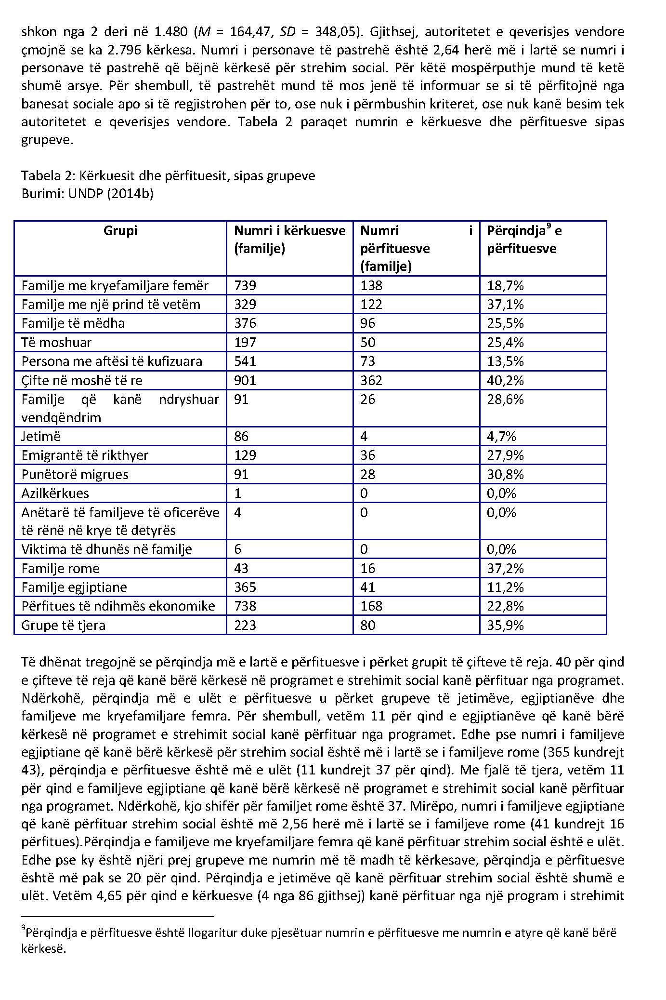 shkon nga 2 deri në 1.480 (M = 164,47, SD = 348,05). Gjithsej, autoritetet e qeverisjes vendore
çmojnë se ka 2.796 kërkesa. Numri i personave të pastrehë është 2,64 herë më i lartë se numri i
personave të pastrehë që bëjnë kërkesë për strehim social. Për këtë mospërputhje mund të ketë
shumë arsye. Për shembull, të pastrehët mund të mos jenë të informuar se si të përfitojnë nga
banesat sociale apo si të regjistrohen për to, ose nuk i përmbushin kriteret, ose nuk kanë besim tek
autoritetet e qeverisjes vendore. Tabela 2 paraqet numrin e kërkuesve dhe përfituesve sipas
grupeve.
Tabela 2: Kërkuesit dhe përfituesit, sipas grupeve
Burimi: UNDP (2014b)
Grupi Numri i kërkuesve Numri i Përqindja9 e
(familje) përfituesve përfituesve
(familje)
Familje me kryefamiljare femër 739 138 18,7%
Familje me një prind të vetëm 329 122 37,1%
Familje të mëdha 376 96 25,5%
Të moshuar 197 50 25,4%
Persona me aftësi të kufizuara 541 73 13,5%
Çifte në moshë të re 901 362 40,2%
Familje që kanë ndryshuar 91 26 28,6%
vendqëndrim
Jetimë 86 4 4,7%
Emigrantë të rikthyer 129 36 27,9%
Punëtorë migrues 91 28 30,8%
Azilkërkues 1 0 0,0%
Anëtarë të familjeve të oficerëve 4 0 0,0%
të rënë në krye të detyrës
Viktima të dhunës në familje 6 0 0,0%
Familje rome 43 16 37,2%
Familje egjiptiane 365 41 11,2%
Përfitues të ndihmës ekonomike 738 168 22,8%
Grupe të tjera 223 80 35,9%
Të dhënat tregojnë se përqindja më e lartë e përfituesve i përket grupit të çifteve të reja. 40 për qind
e çifteve të reja që kanë bërë kërkesë në programet e strehimit social kanë përfituar nga programet.
Ndërkohë, përqindja më e ulët e përfituesve u përket grupeve të jetimëve, egjiptianëve dhe
familjeve me kryefamiljare femra. Për shembull, vetëm 11 për qind e egjiptianëve që kanë bërë
kërkesë në programet e strehimit social kanë përfituar nga programet. Edhe pse numri i familjeve
egjiptiane që kanë bërë kërkesë për strehim social është më i lartë se i familjeve rome (365 kundrejt
43), përqindja e përfituesve është më e ulët (11 kundrejt 37 për qind). Me fjalë të tjera, vetëm 11
për qind e familjeve egjiptiane që kanë bërë kërkesë në programet e strehimit social kanë përfituar
nga programet. Ndërkohë, kjo shifër për familjet rome është 37. Mirëpo, numri i familjeve egjiptiane
që kanë përfituar strehim social është më 2,56 herë më i lartë se i familjeve rome (41 kundrejt 16
përfitues).Përqindja e familjeve me kryefamiljare femra që kanë përfituar strehim social është e ulët.
Edhe pse ky është njëri prej grupeve me numrin më të madh të kërkesave, përqindja e përfituesve
është më pak se 20 për qind. Përqindja e jetimëve që kanë përfituar strehim social është shumë e
ulët. Vetëm 4,65 për qind e kërkuesve (4 nga 86 gjithsej) kanë përfituar nga një program i strehimit
9Përqindja e përfituesve është llogaritur duke pjesëtuar numrin e përfituesve me numrin e atyre që kanë bërë
kërkesë.